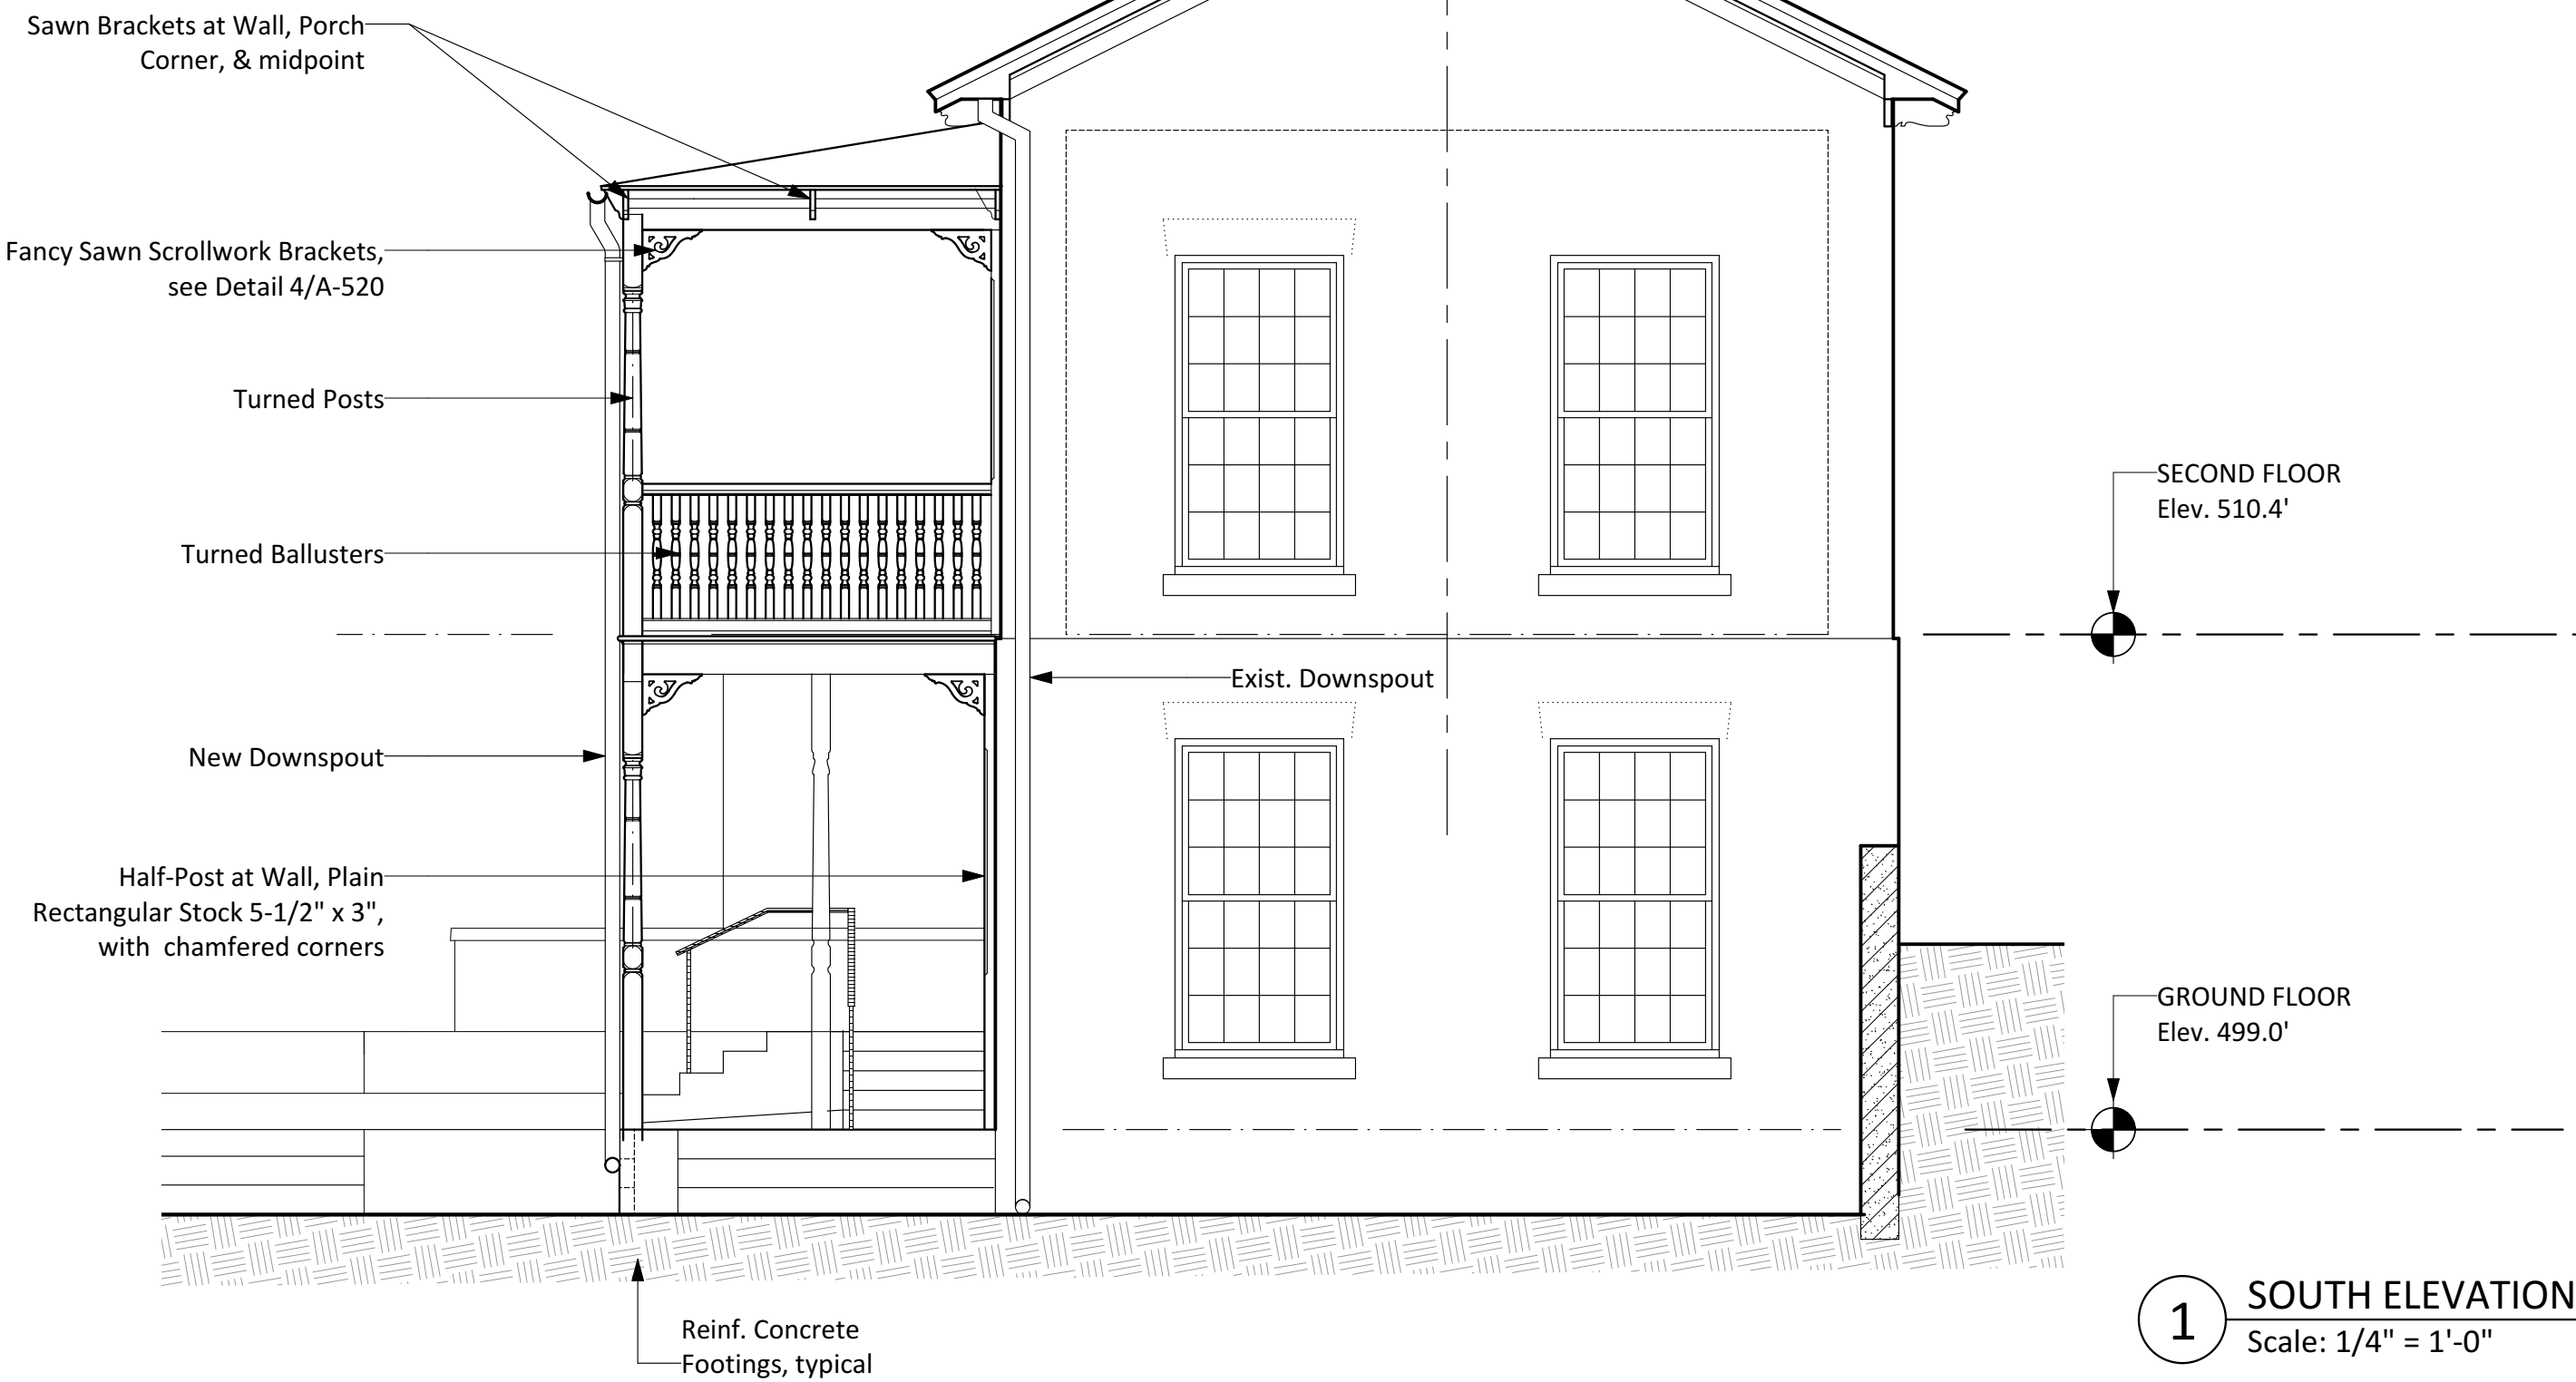 Sawn Brackets at Wall, Porch
Corner, & midpoint
Fancy Sawn Scrollwork Brackets,
see Detail 4/A-520
Turned Posts
SECOND FLOOR
Elev. 510.4'
Turned Ballusters
Exist. Downspout
New Downspout
Half-Post at Wall, Plain
Rectangular Stock 5-1/2" x 3",
with chamfered corners
GROUND FLOOR
Elev. 499.0'
Reinf. Concrete
Footings, typical
1
SOUTH ELEVATION
Scale: 1/4" = 1'-0"